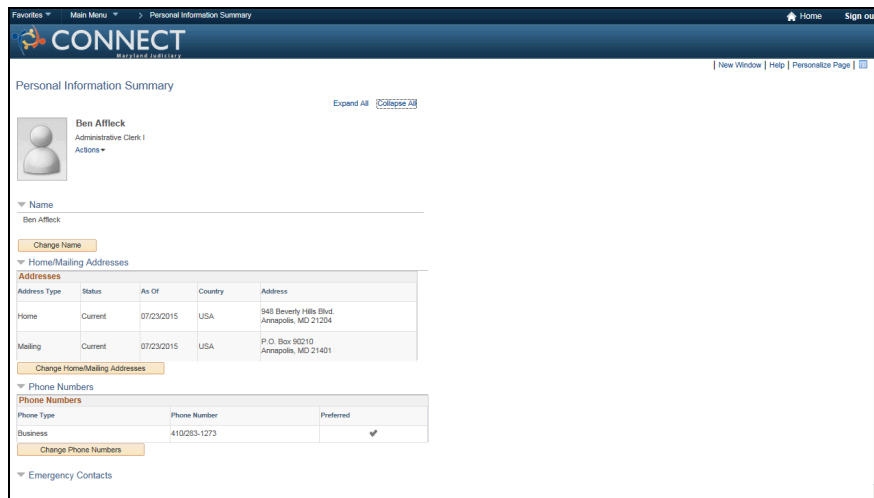 Favorites Main Menu > Personal Information Summary Home Sign ou
CONNECT
Maryland Judiciary
| New Window | Help | Personalize Page |
Personal Information Summary
Expand All Collapse All
Ben Affleck
Administrative Clerk I
Actions
Name
Ben Affleck
Change Name
Home/Mailing Addresses
Addresses
Address Type Status As Of Country Address
Home Current 07/23/2015 USA 948 Beverly Hills Blvd.
Annapolis, MD 21204
Mailing Current 07/23/2015 USA P.O. Box 90210
Annapolis, MD 21401
Change Home/Mailing Addresses
Phone Numbers
Phone Numbers
Phone Type Phone Number Preferred
Business 410/283-1273
Change Phone Numbers
Emergency Contacts